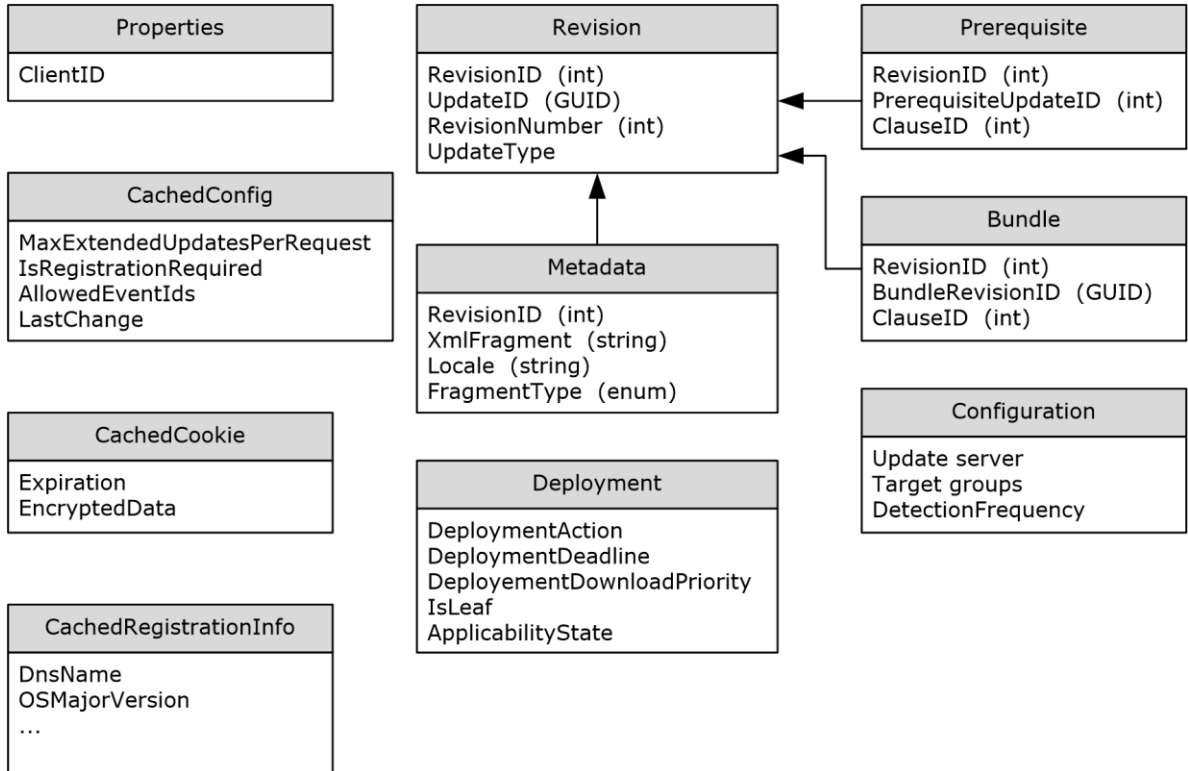 Properties
ClientID
CachedConfig
MaxExtendedUpdatesPerRequest
IsRegistrationRequired
AllowedEventIds
LastChange
CachedCookie
Expiration
EncryptedData
CachedRegistrationInfo
DnsName
OSMajorVersion
...
Revision
RevisionID (int)
UpdateID (GUID)
RevisionNumber (int)
UpdateType
Metadata
RevisionID (int)
XmlFragment (string)
Locale (string)
FragmentType (enum)
Deployment
DeploymentAction
DeploymentDeadline
DeployementDownloadPriority
IsLeaf
ApplicabilityState
Prerequisite
RevisionID (int)
PrerequisiteUpdateID (int)
ClauseID (int)
Bundle
RevisionID (int)
BundleRevisionID (GUID)
ClauseID (int)
Configuration
Update server
Target groups
DetectionFrequency